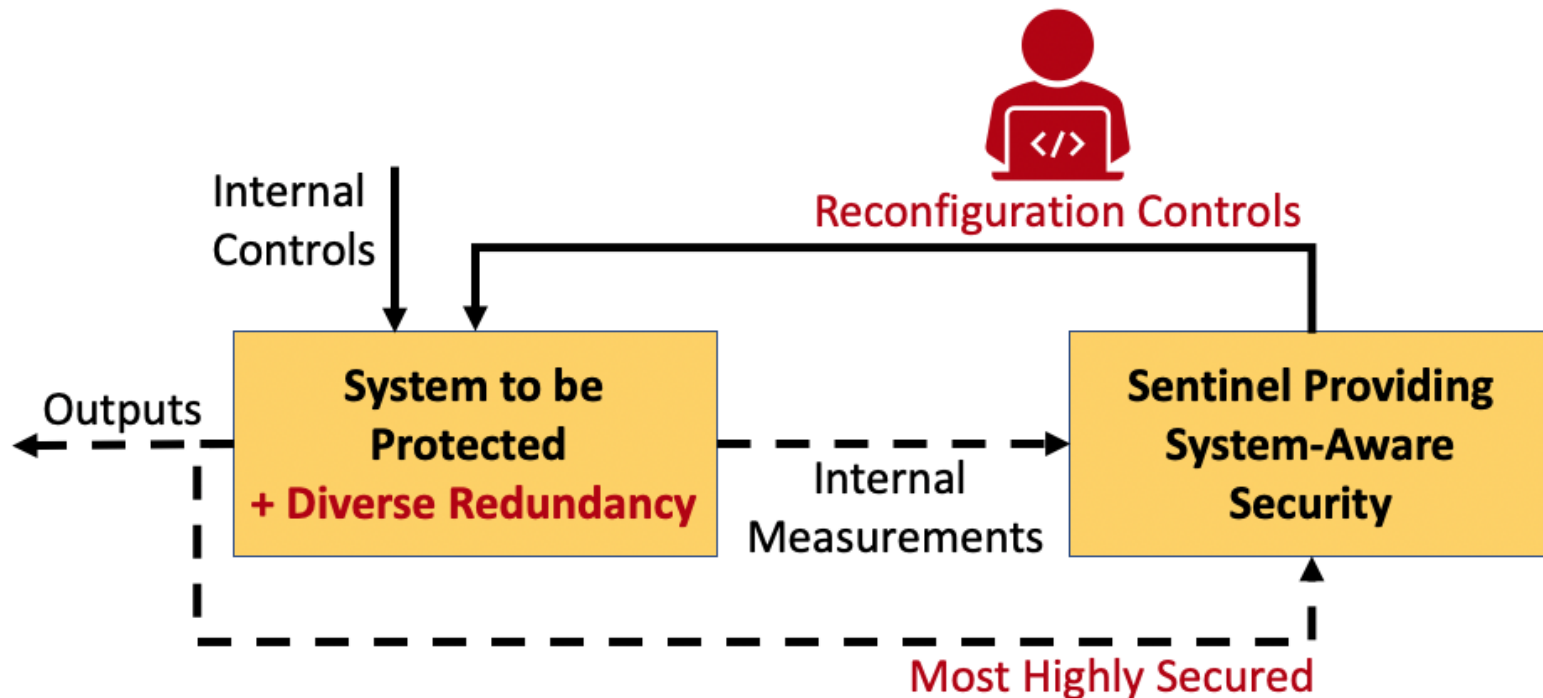 </>
Internal
Controls
Reconfiguration Controls
Outputs
System to be
Protected
+ Diverse Redundancy
Internal
Measurements
Sentinel Providing
System-Aware
Security
Most Highly Secured